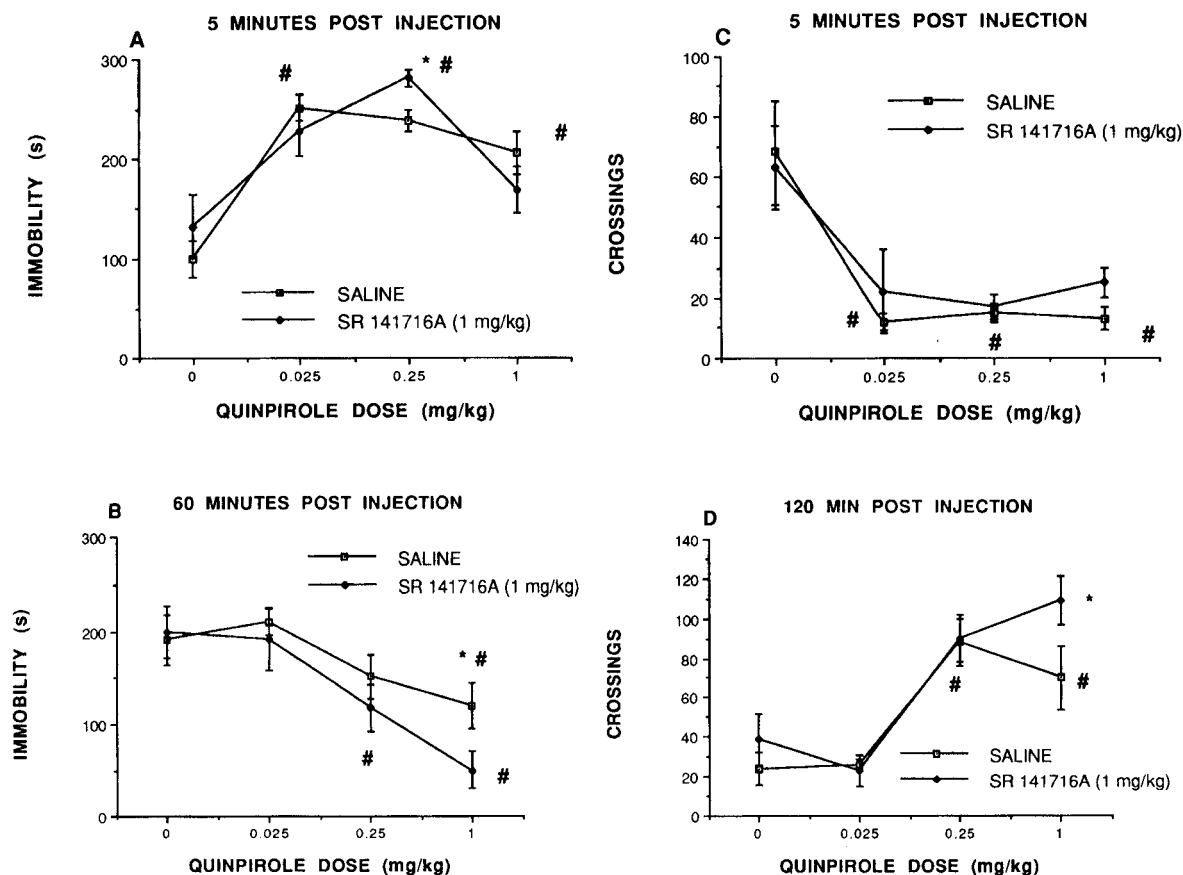 A
5 MINUTES POST INJECTION
300
200
100
0
IMMOBILITY (s)
#
* #
#
SALINE
SR 141716A (1 mg/kg)
0
0.025
0.25
1
QUINPIROLE DOSE (mg/kg)
C
5 MINUTES POST INJECTION
100
80
60
40
20
0
CROSSINGS
SALINE
SR 141716A (1 mg/kg)
#
#
#
0
0.025
0.25
1
QUINPIROLE DOSE (mg/kg)
B
60 MINUTES POST INJECTION
300
200
100
0
IMMOBILITY (s)
SALINE
SR 141716A (1 mg/kg)
* #
#
#
0
0.025
0.25
1
QUINPIROLE DOSE (mg/kg)
D
120 MIN POST INJECTION
140
120
100
80
60
40
20
0
CROSSINGS
*
#
#
SALINE
SR 141716A (1 mg/kg)
0
0.025
0.25
1
QUINPIROLE DOSE (mg/kg)